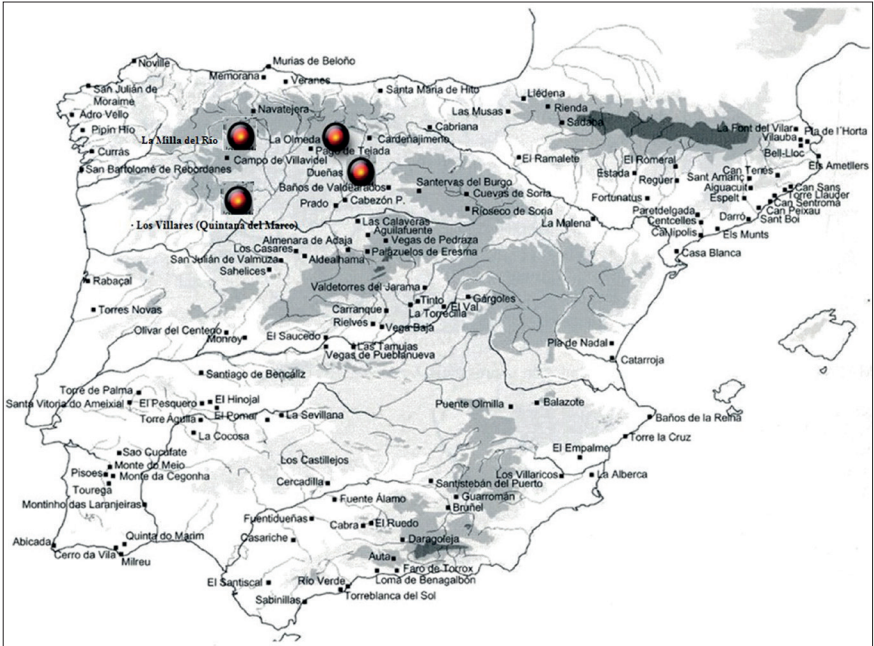 Noville
Murias de Beloño
Memorana
Veranes
San Julián de
Moraime
Santa María de Hito
Lłédena
Adro Vello
Navatejera
Las Musas
Rienda
Sádaba
Pipín Hío
La Milla del Río
La Olmeda
Cardeñajimeno
Cabriana
La Font del Vilar
Pla de l´Horta
Vilauba
Currás
Pago de Tejada
Bell-Lloc
Campo de Villavidel
El Ramalete
El Romeral
Can Terrés
Els Ametllers
San Bartolomé de Rebordanes
Dueñas
Estada
Reguer
Sant Amanç
Baños de Valdearados
Santervas del Burgo
Aiguacuit
Can Sans
Torre Llauder
Cuevas de Soria
Fortunatus
Espelt
Can Sentromà
Prado
Cabezón P.
Rioseco de Soria
Paretdelgada
Can Peixau
Los Villares (Quintana del Marco)
Las Calaveras
La Malena
Centcelles
Darró
Sant Boi
Aguilafuente
Cal·lípolis
Els Munts
Almenara de Adaja
Vegas de Pedraza
Los Casares
Palazuelos de Eresma
Casa Blanca
San Julián de Valmuza
Aldealhama
Sahelices
Rabaçal
Valdetorres del Jarama
Tinto
Gárgoles
Torres Novas
Carranque
El Val
La Torrecilla
Rielves
Vega Baja
Olivar del Centeno
Monroy
El Saucedo
Las Tamujas
Pla de Nadal
Vegas de Pueblanueva
Catarroja
Santiago de Bencáliz
Torre de Palma
Santa Vitoria do Ameixial
El Pesquero
El Hinojal
Puente Olmilla
Balazote
Torre Águila
El Pomar
La Sevillana
Baños de la Reina
La Cocosa
Torre la Cruz
Sao Cucufate
El Empalme
Monte do Meio
Los Castillejos
Pisoes
Monte da Cegonha
Los Villaricos
La Alberca
Tourega
Cercadilla
Santistéban del Puerto
Montinho das Laranjeiras
Fuente Álamo
Guarromán
Bruñel
Fuentidueñas
Cabra
El Ruedo
Abicada
Quinta do Marim
Casariche
Daragoleja
Cerro da Vila
Milreu
Auta
Faro de Torrox
El Santiscal
Río Verde
Loma de Benagalbón
Sabinillas
Torreblanca del Sol